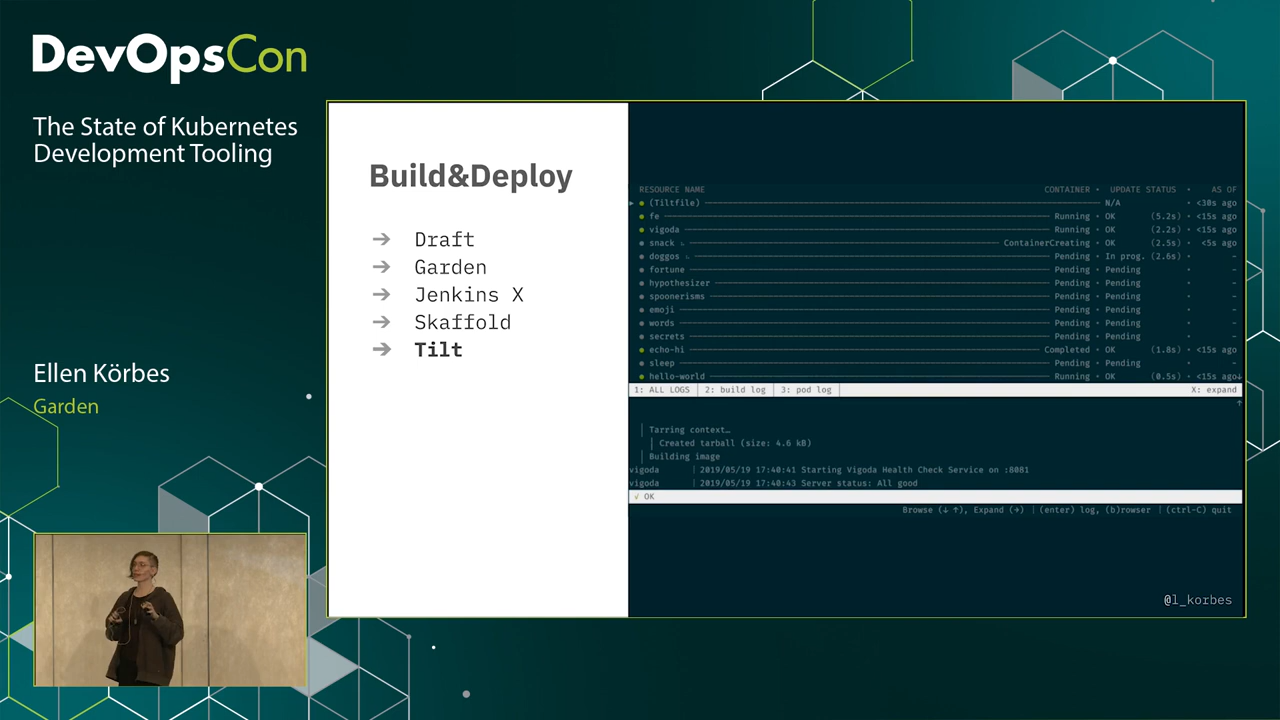 DevOpsCon
The State of Kubernetes
Development Tooling
Ellen Körbes
Garden
Build&Deploy
➔ Draft
➔ Garden
➔ Jenkins X
➔ Skaffold
➔ Tilt
RESOURCE NAME CONTAINER • UPDATE STATUS • AS OF
(Tiltfile) N/A <30s ago
fe Running • OK (5.2s) • <15s ago
vigoda Running • OK (2.2s) • <15s ago
snack ContainerCreating • OK (2.5s) • <5s ago
doggos Pending • In prog. (2.6s) • -
fortune Pending • Pending • -
hypothesizer Pending • Pending • -
spoonerisms Pending • Pending • -
emoji Pending • Pending • -
words Pending • Pending • -
secrets Pending • Pending • -
echo-hi Completed • OK (1.8s) • <15s ago
sleep Pending • Pending • -
hello-world Running • OK (0.5s) • <15s ago↓
1: ALL LOGS │ 2: build log │ 3: pod log │ X: expand
↑
│ Tarring context…
│ Created tarball (size: 4.6 kB)
│ Building image
vigoda │ 2019/05/19 17:40:41 Starting Vigoda Health Check Service on :8081
vigoda │ 2019/05/19 17:40:43 Server status: All good
✓ OK
Browse (↓ ↑), Expand (→) │ (enter) log, (b)rowser │ (ctrl-C) quit
@l_korbes